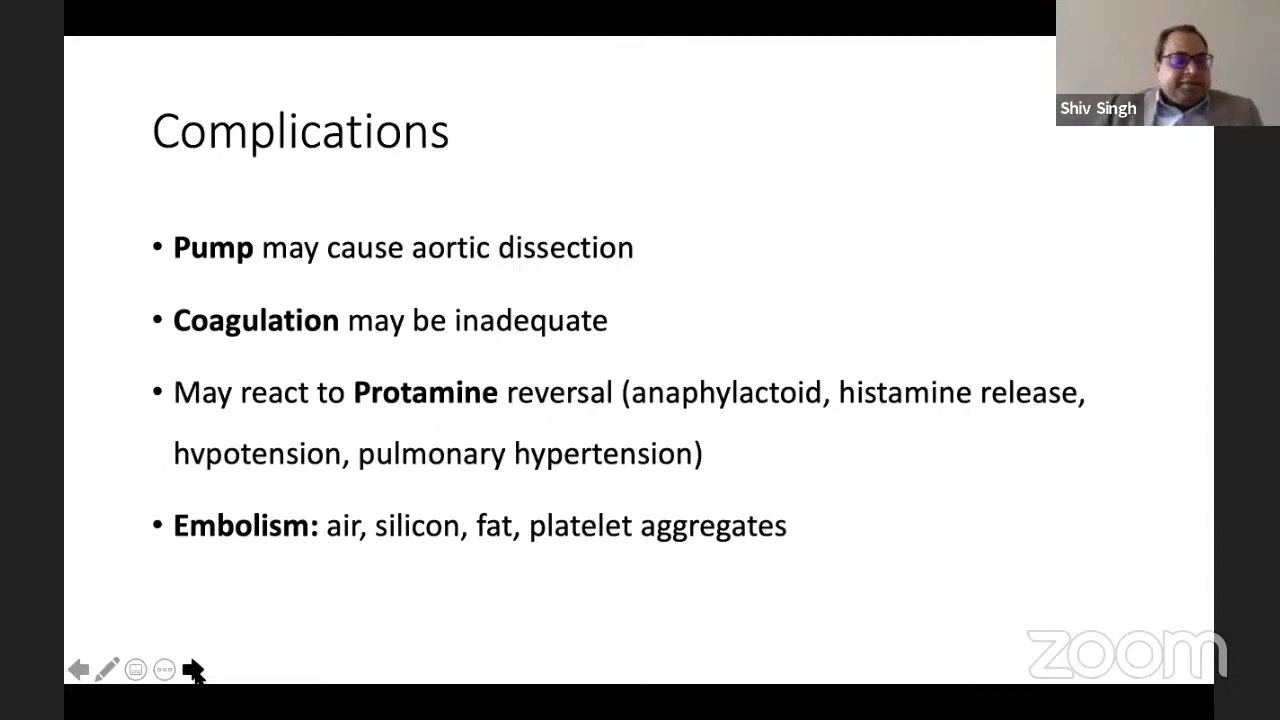 Shiv Singh
Complications
• Pump may cause aortic dissection
• Coagulation may be inadequate
• May react to Protamine reversal (anaphylactoid, histamine release,
hvpotension, pulmonary hypertension)
• Embolism: air, silicon, fat, platelet aggregates
zoom